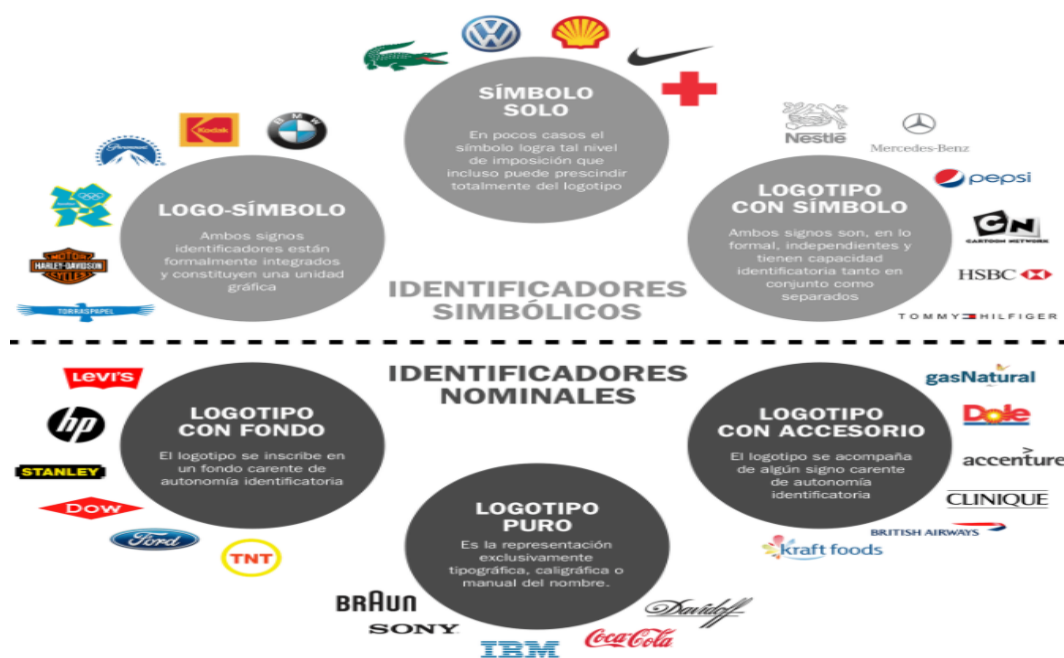 SÍMBOLO
SOLO
En pocos casos el
símbolo logra tal nivel
de imposición que
incluso puede prescindir
totalmente del logotipo
Paramount
Kodak
BMW
LOGO-SÍMBOLO
Ambos signos
identificadores están
formalmente integrados
y constituyen una unidad
gráfica
MOTOR
HARLEY-DAVIDSON
CYCLES
TORRASPAPEL
Nestlé
Mercedes-Benz
pepsi
CN
CARTOON NETWORK
HSBC
TOMMY HILFIGER
LOGOTIPO
CON SÍMBOLO
Ambos signos son, en lo
formal, independientes y
tienen capacidad
identificatoria tanto en
conjunto como
separados
IDENTIFICADORES
SIMBÓLICOS
IDENTIFICADORES
NOMINALES
LEVI'S
hp
STANLEY
DOW
Ford
TNT
LOGOTIPO
CON FONDO
El logotipo se inscribe en
un fondo carente de
autonomía identificatoria
LOGOTIPO
PURO
Es la representación
exclusivamente
tipográfica, caligráfica o
manual del nombre.
BRAUN
SONY
IBM
Coca-Cola
Davidoff
LOGOTIPO
CON ACCESORIO
El logotipo se acompaña
de algún signo carente
de autonomía
identificatoria
gasNatural
Dole
accenture
CLINIQUE
BRITISH AIRWAYS
kraft foods